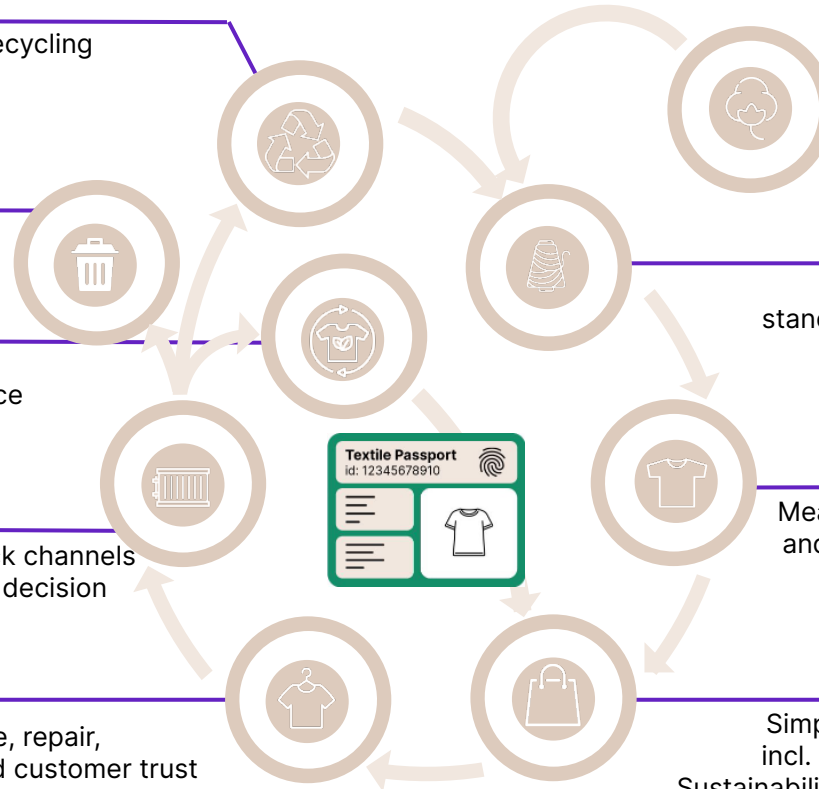 ecycling
stand
ce
Textile Passport
id: 12345678910
Mea
and
k channels
decision
Simp
e, repair,
incl.
d customer trust
Sustainabili